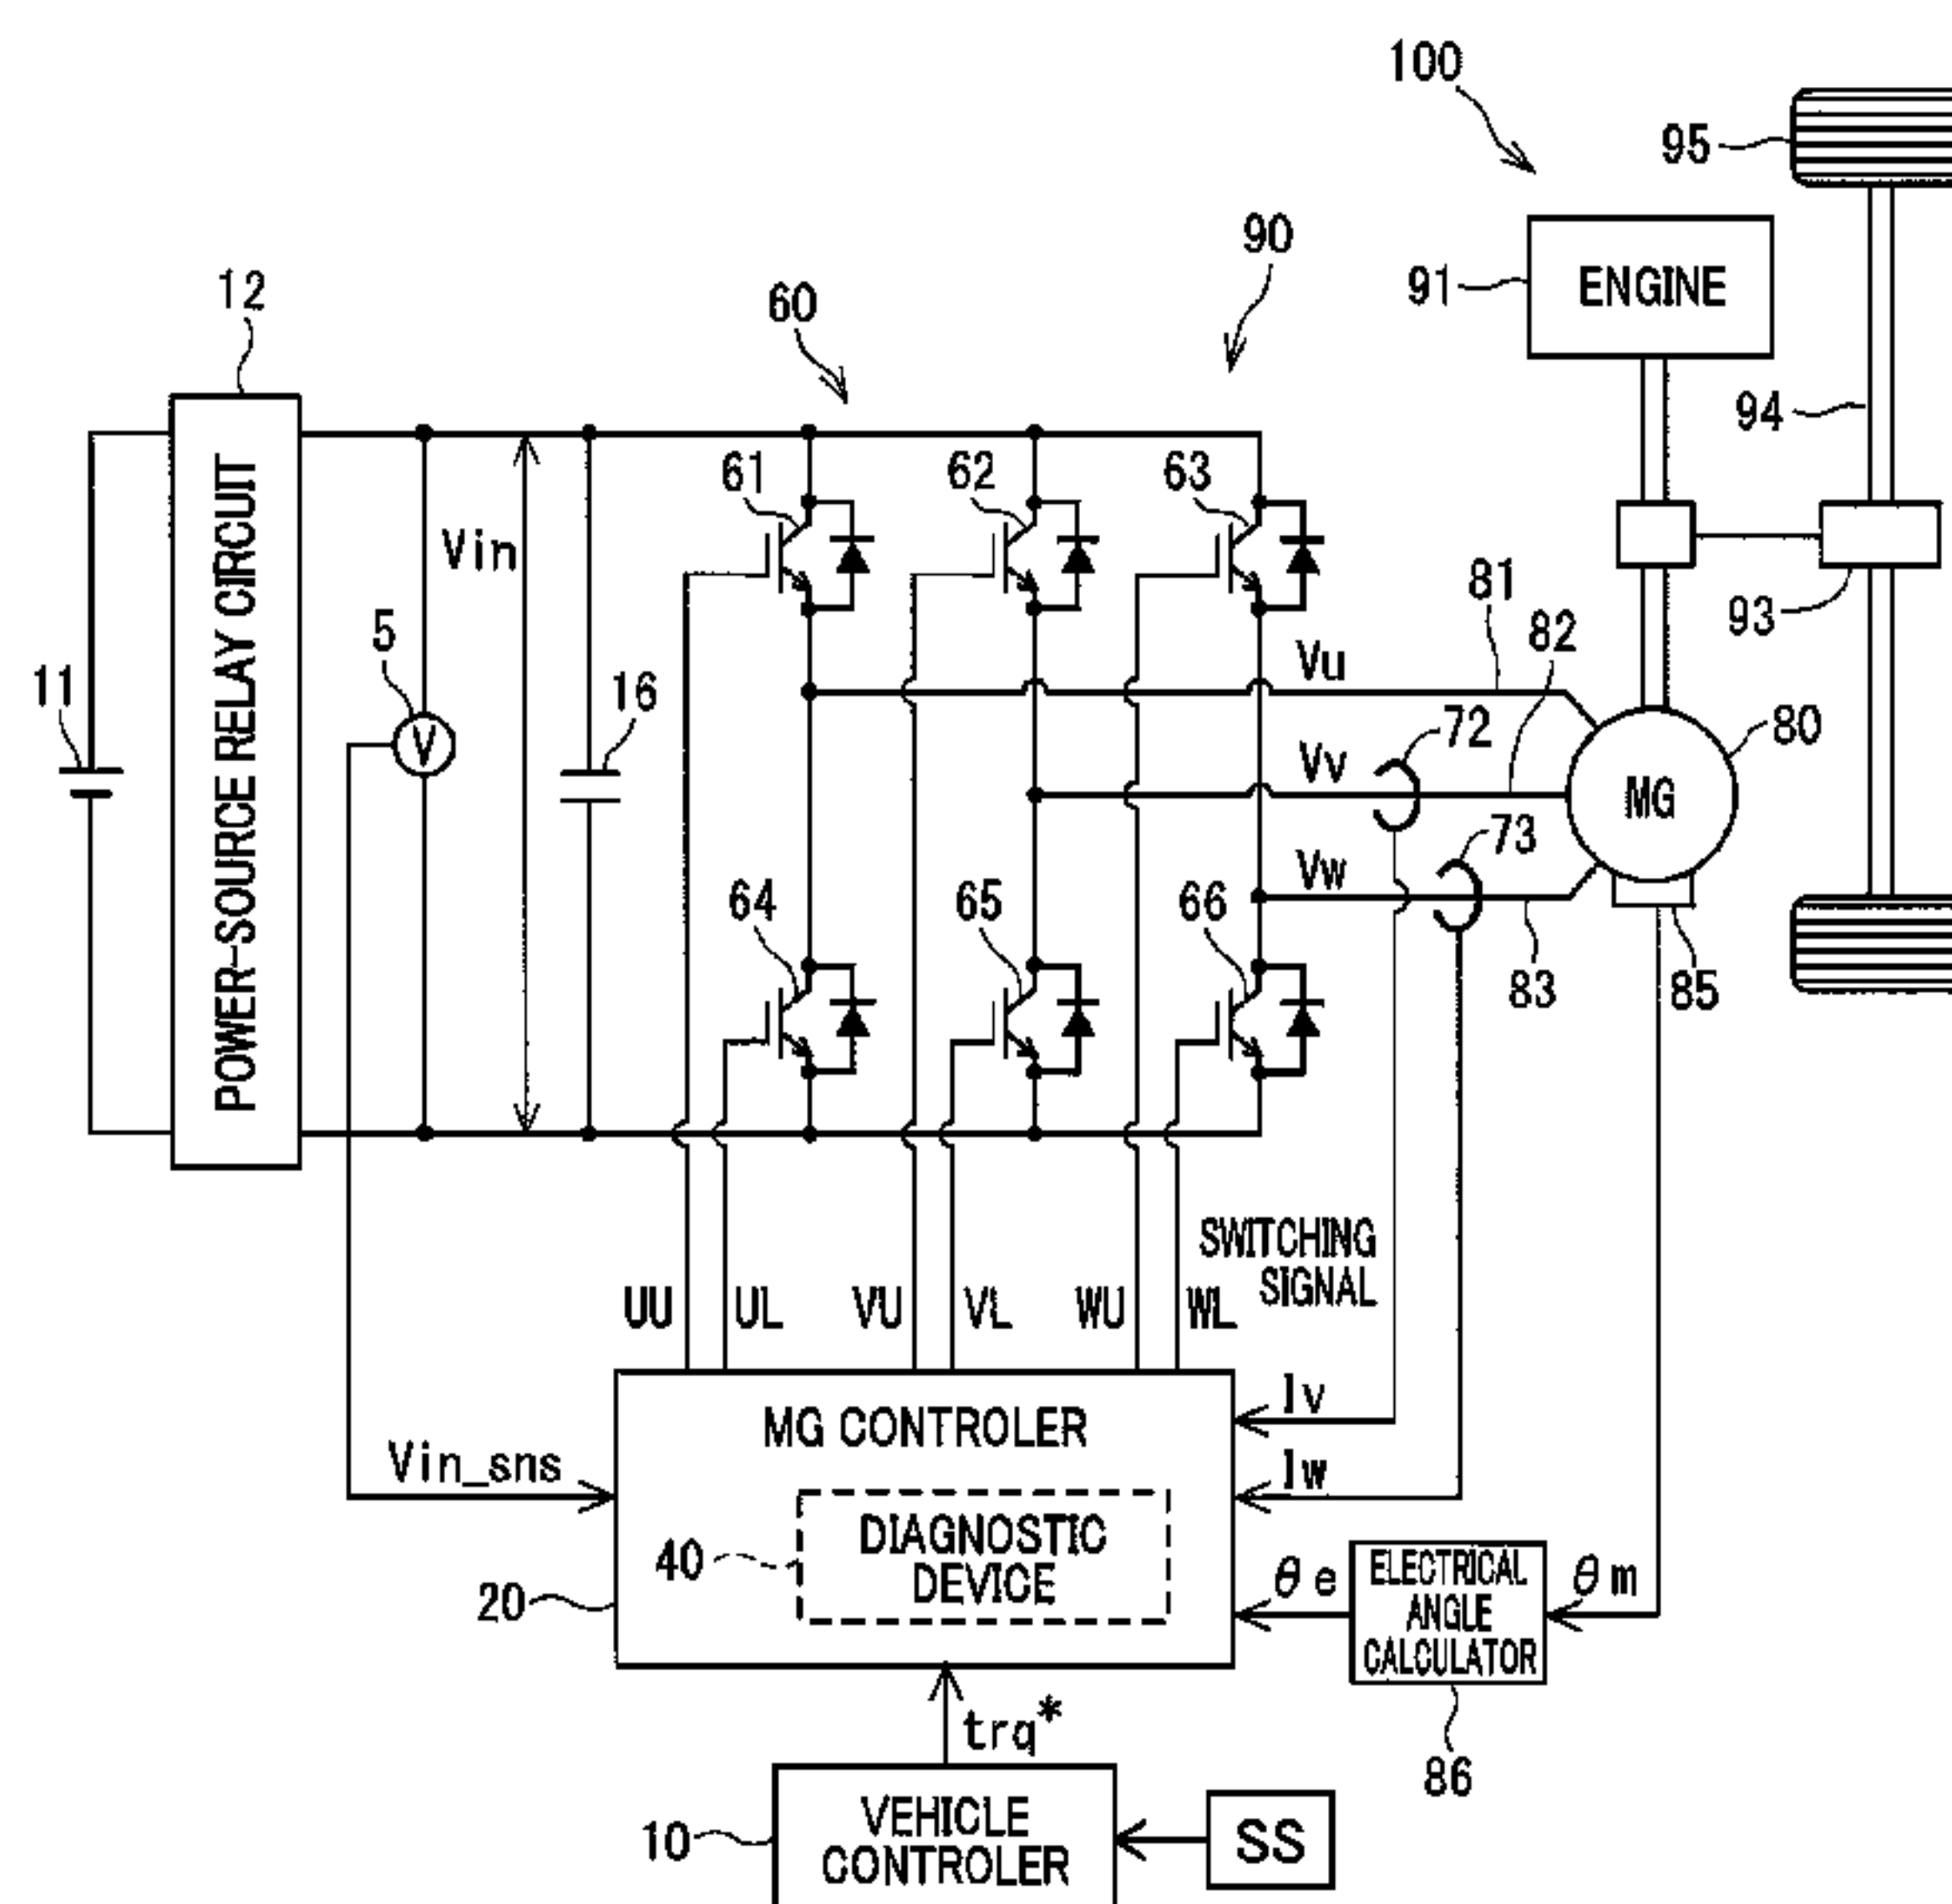 100
95
90
12
60
91
ENGINE
94
61
62
63
Vin
POWER-SOURCE RELAY CIRCUIT
81
82
93
5
Vu
11
V
16
72
80
Vv
MG
73
Vw
64
65
66
83
85
SWITCHING
SIGNAL
UU
UL
VU
VL
WU
WL
Iv
MG CONTROLER
Vin_sns
Iw
40
DIAGNOSTIC
DEVICE
20
θe
ELECTRICAL
ANGLE
CALCULATOR
θm
trq*
86
10
VEHICLE
CONTROLER
SS